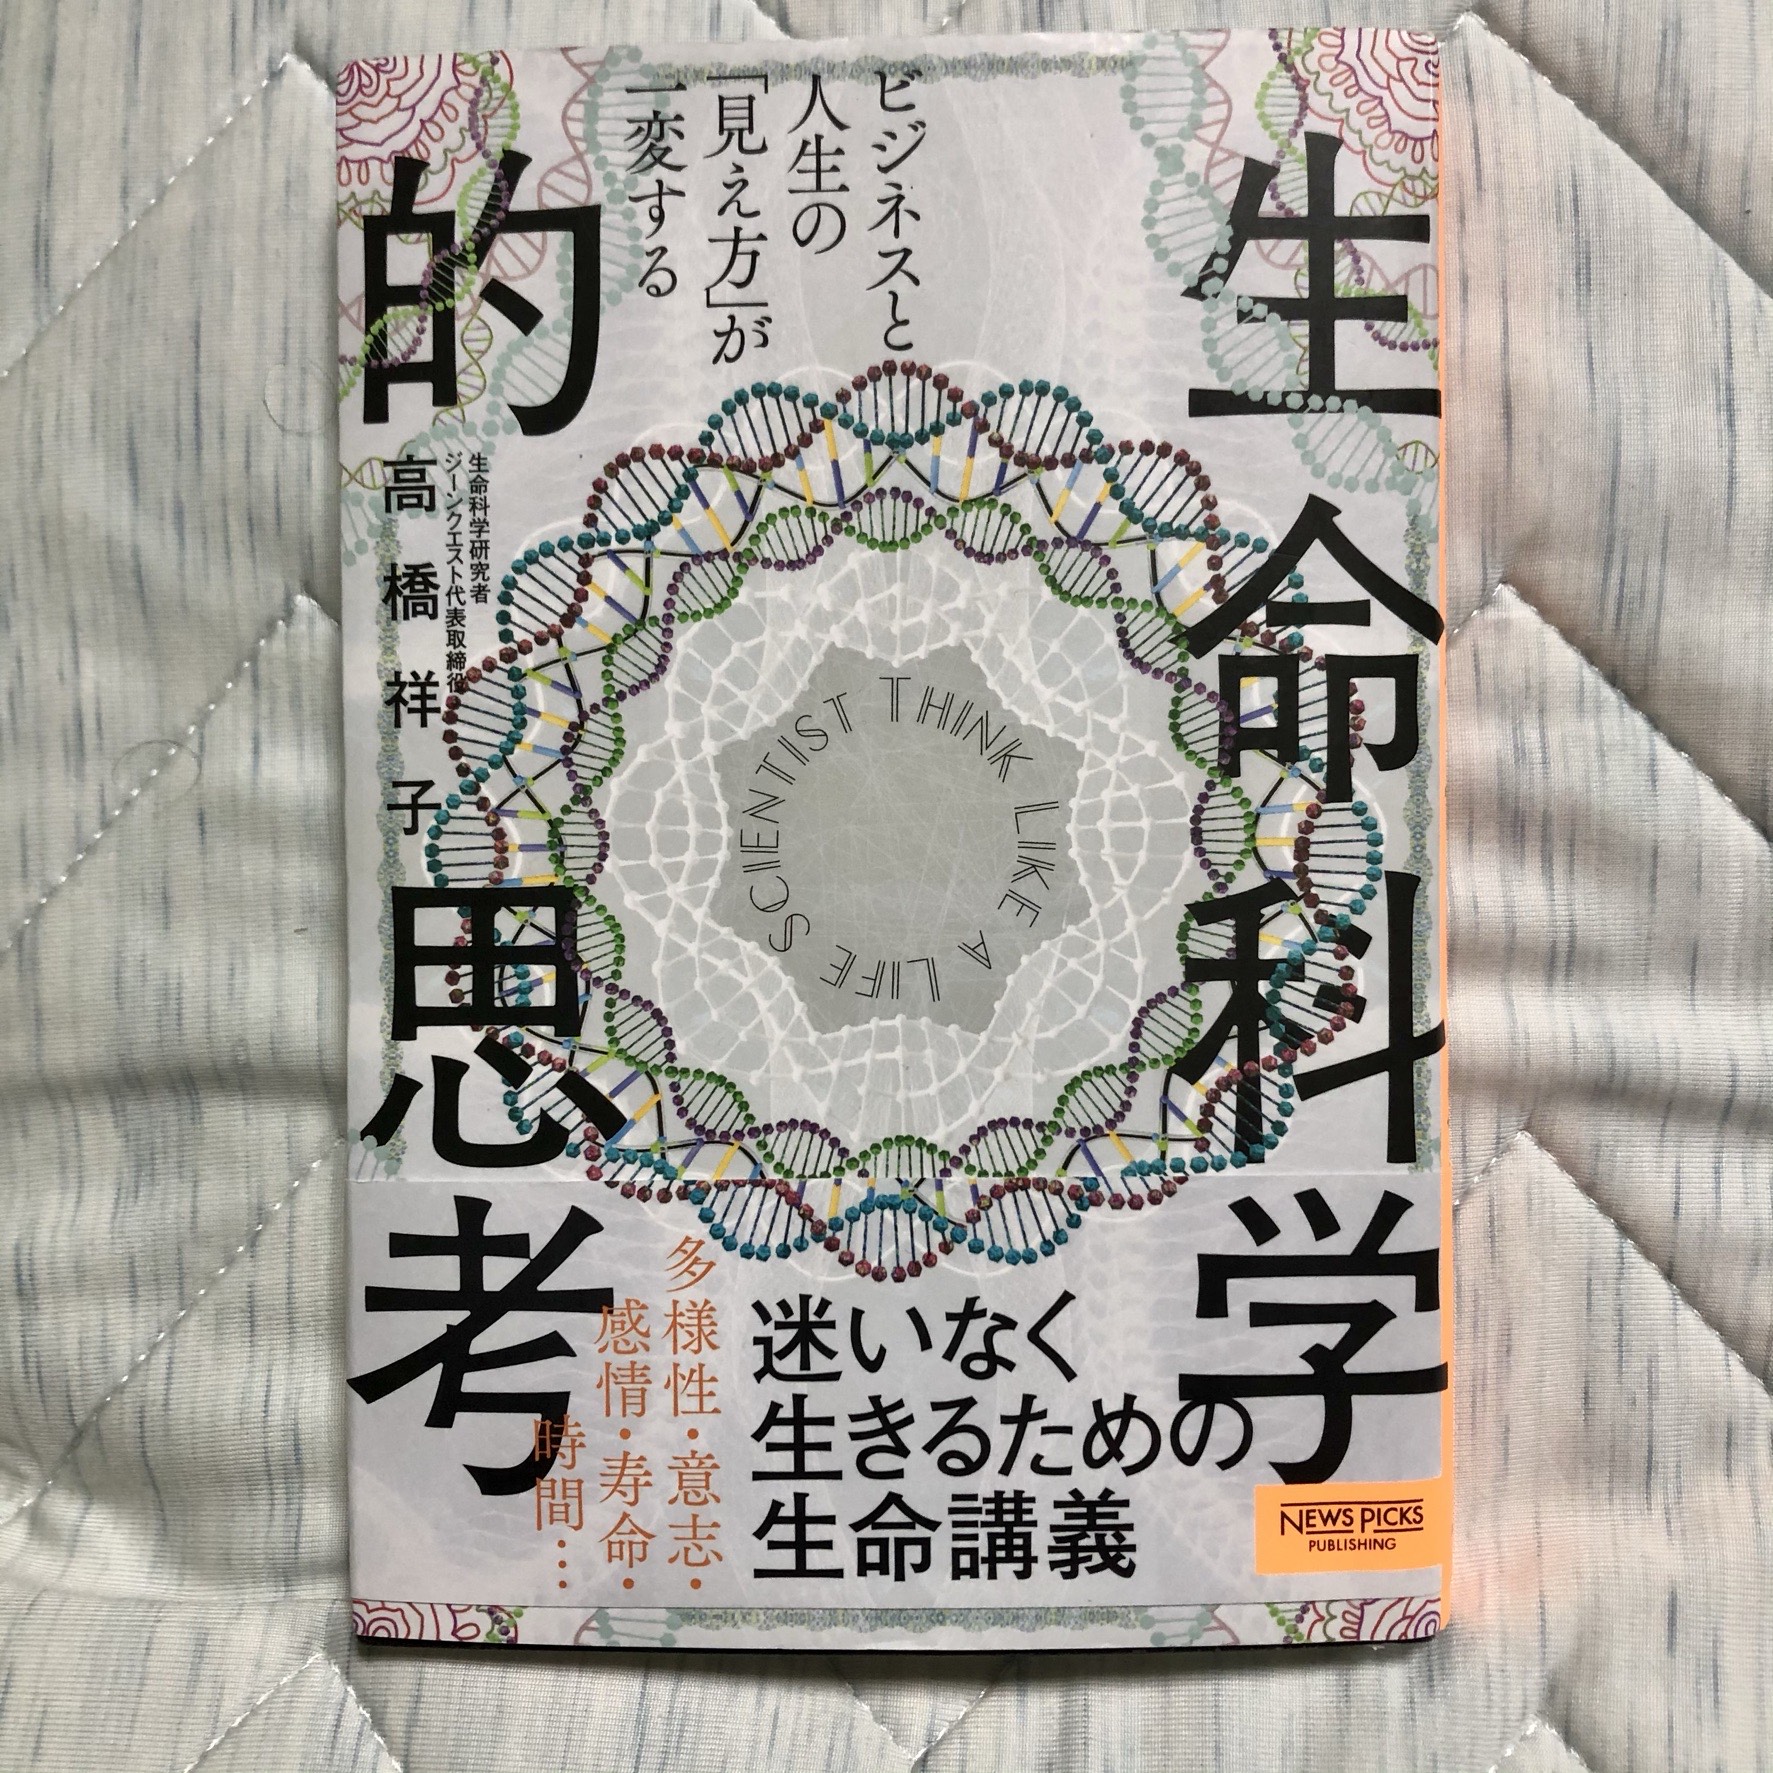 生命科学
的思考
ビジネスと
人生の
「見え方」が
一変する
生命科学研究者
ジーンクエスト代表取締役
高橋祥子
THINK LIKE A LIFE SCIENTIST
迷いなく
生きるための
生命講義
多様性・意志・
感情・寿命・
時間…
NEWS PICKS
PUBLISHING